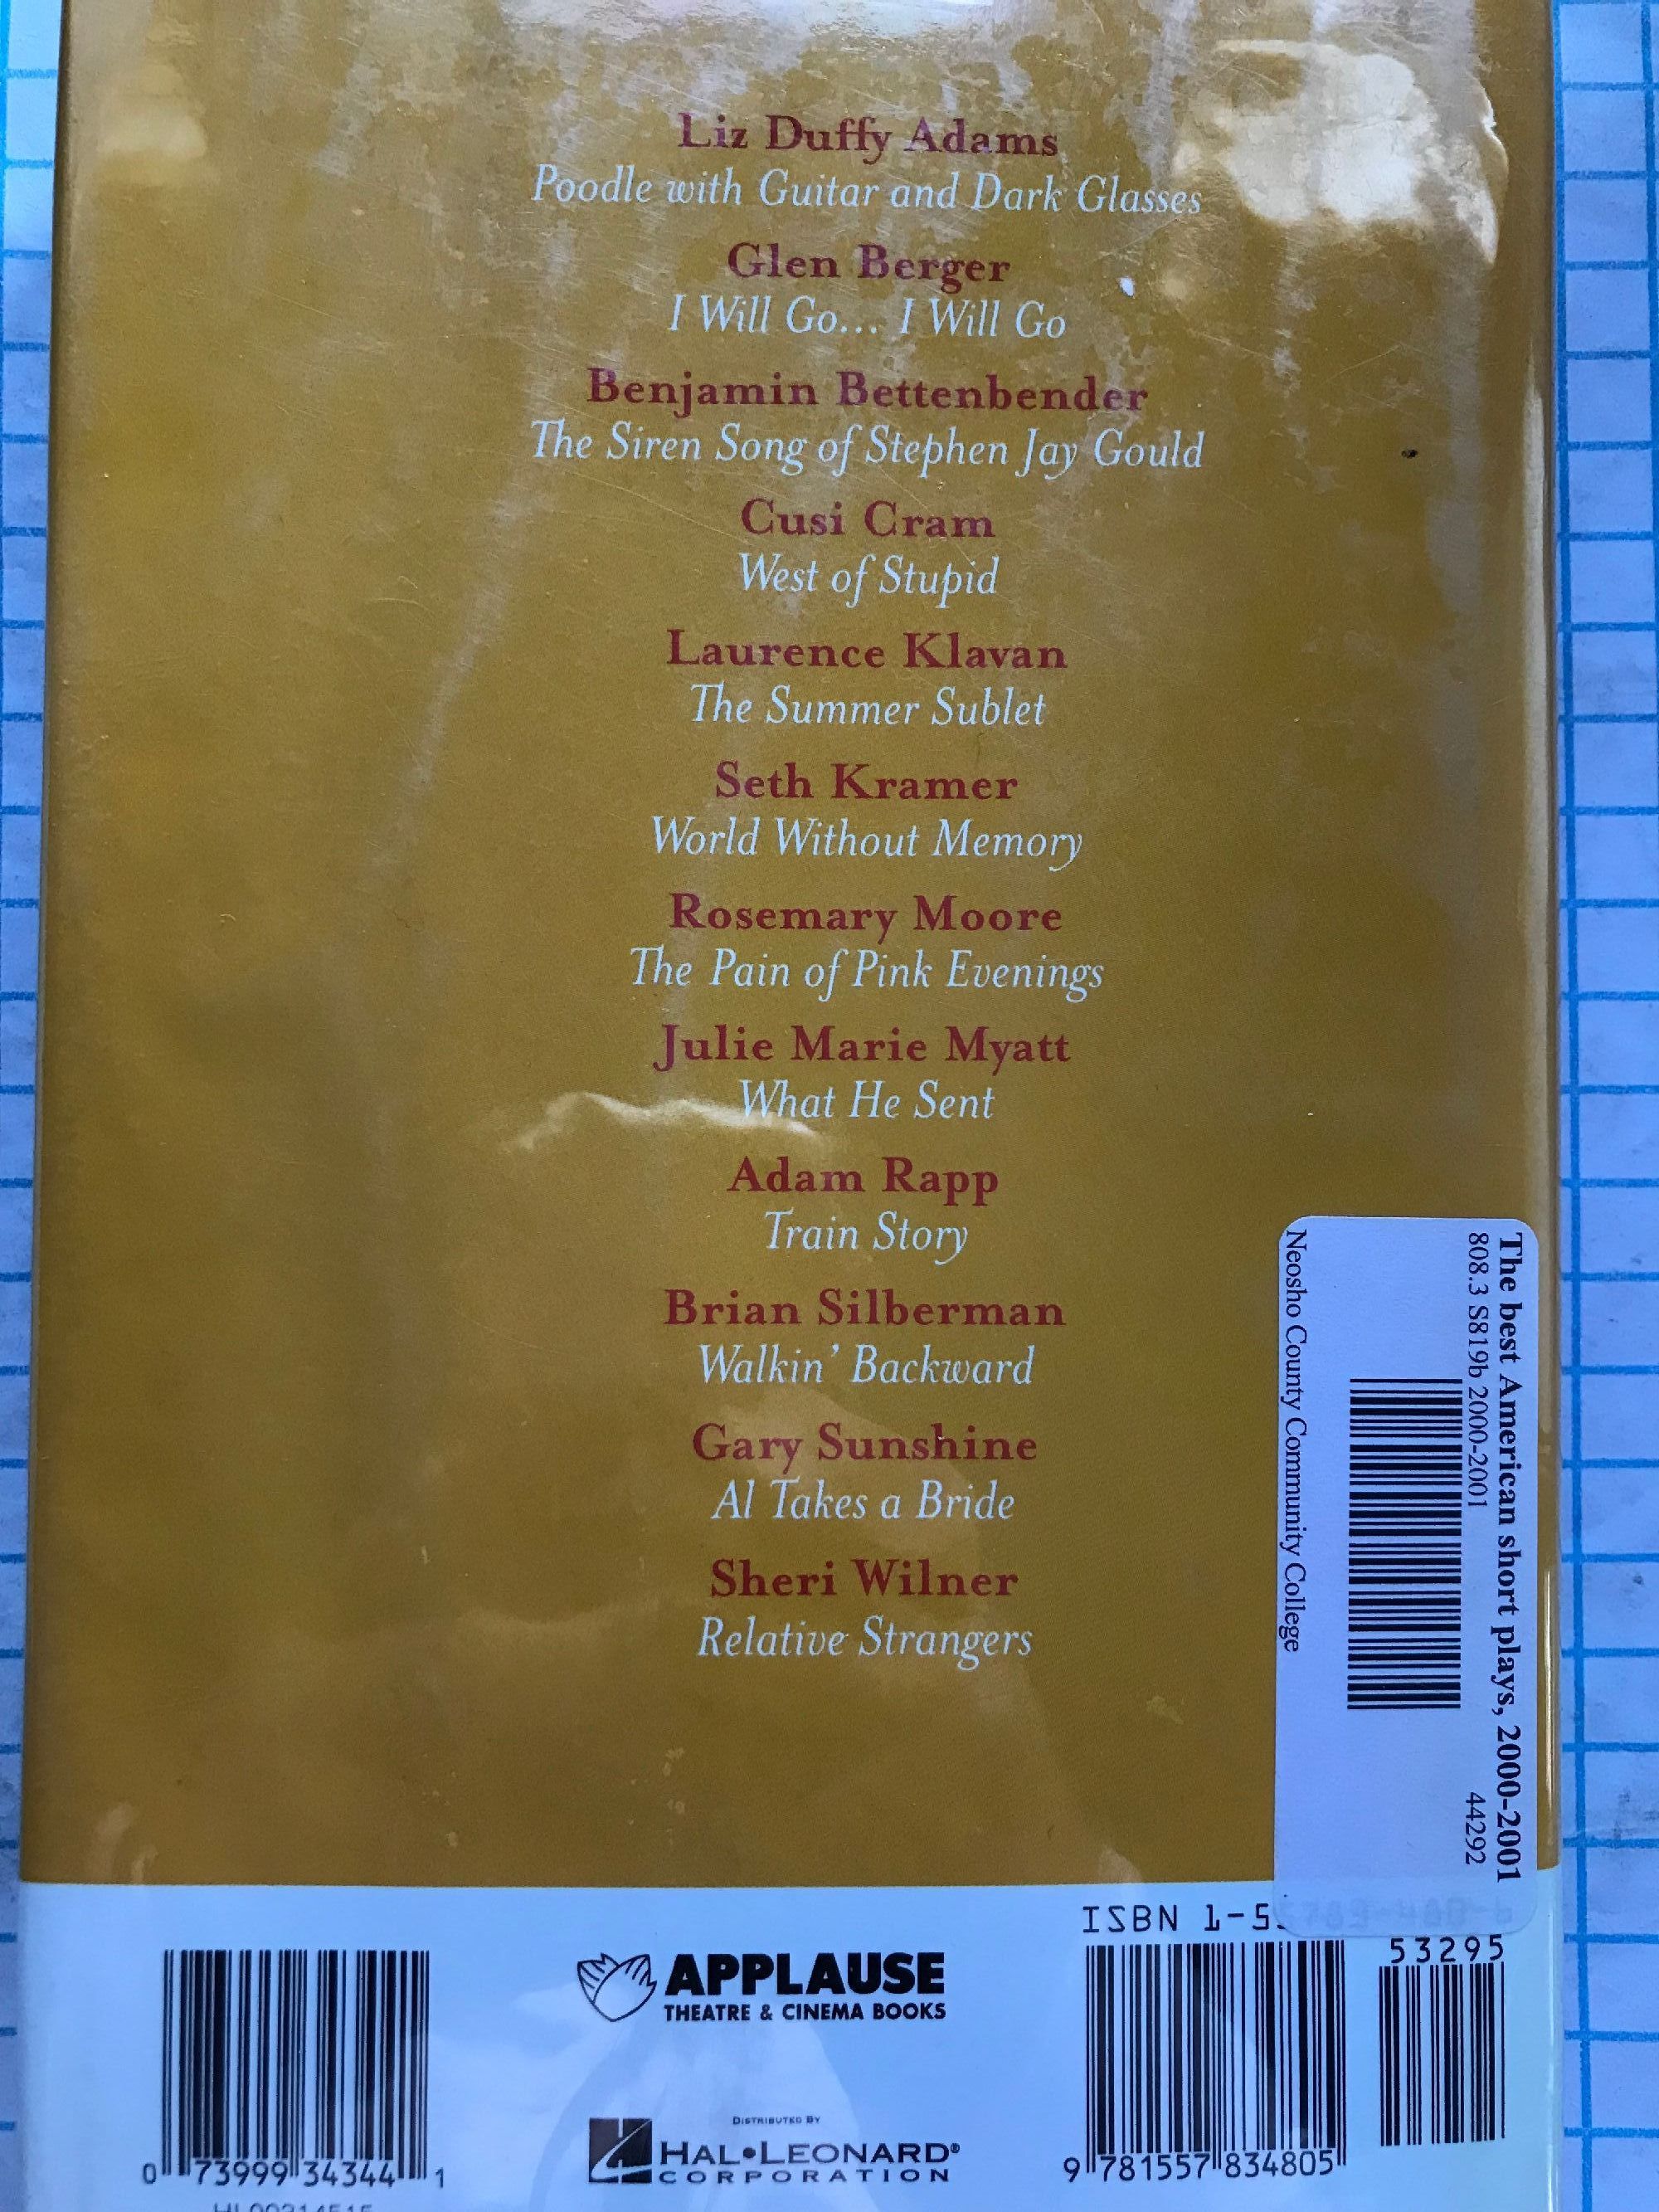 Liz Duffy Adams
Poodle with Guitar and Dark Glasses
Glen Berger
I Will Go... I Will Go
Benjamin Bettenbender
The Siren Song of Stephen Jay Gould
Cusi Cram
West of Stupid
Laurence Klavan
The Summer Sublet
Seth Kramer
World Without Memory
Rosemary Moore
The Pain of Pink Evenings
Julie Marie Myatt
What He Sent
Adam Rapp
Train Story
Brian Silberman
Walkin' Backward
Gary Sunshine
Al Takes a Bride
Sheri Wilner
Relative Strangers
The best American short plays, 2000-2001
808.3 S819b 2000-2001 44292
Neosho County Community College
ISBN 1-5
53295
9 781557 834805
APPLAUSE
THEATRE & CINEMA BOOKS
DISTRIBUTED BY
HAL•LEONARD®
CORPORATION
0 73999 34344 1